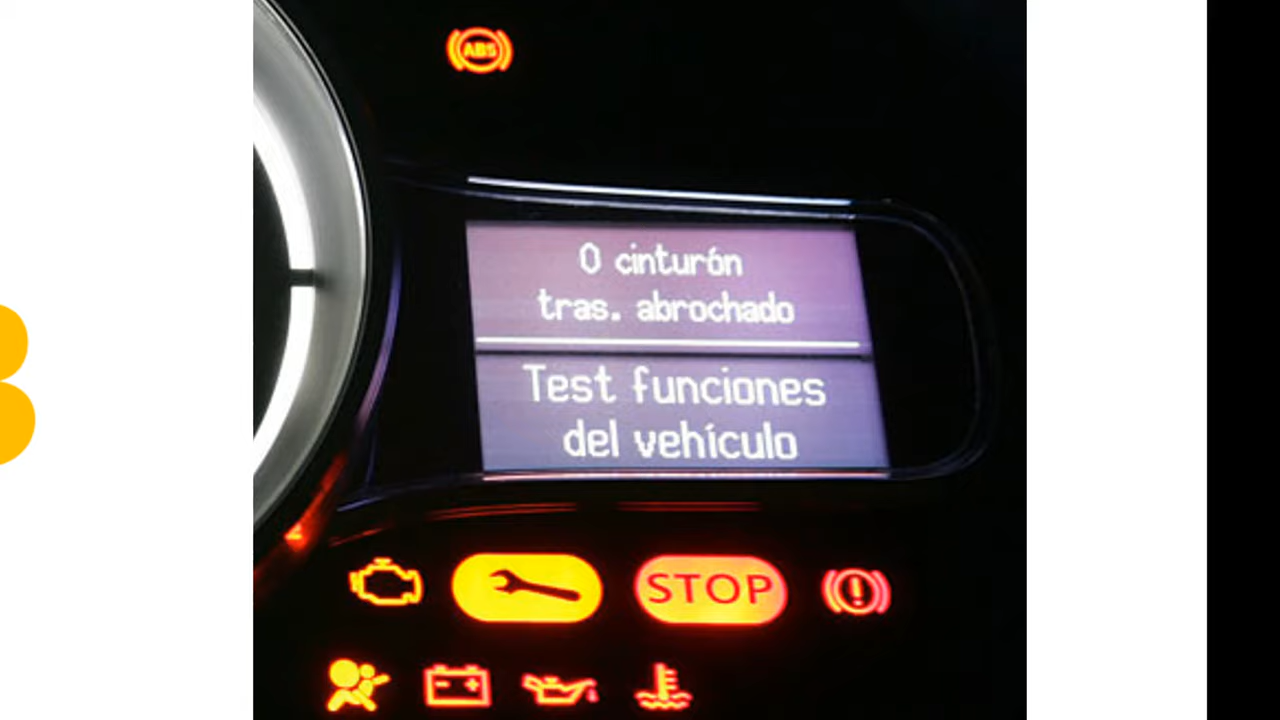 ABS
0 cinturón
tras. abrochado
Test funciones
del vehículo
STOP